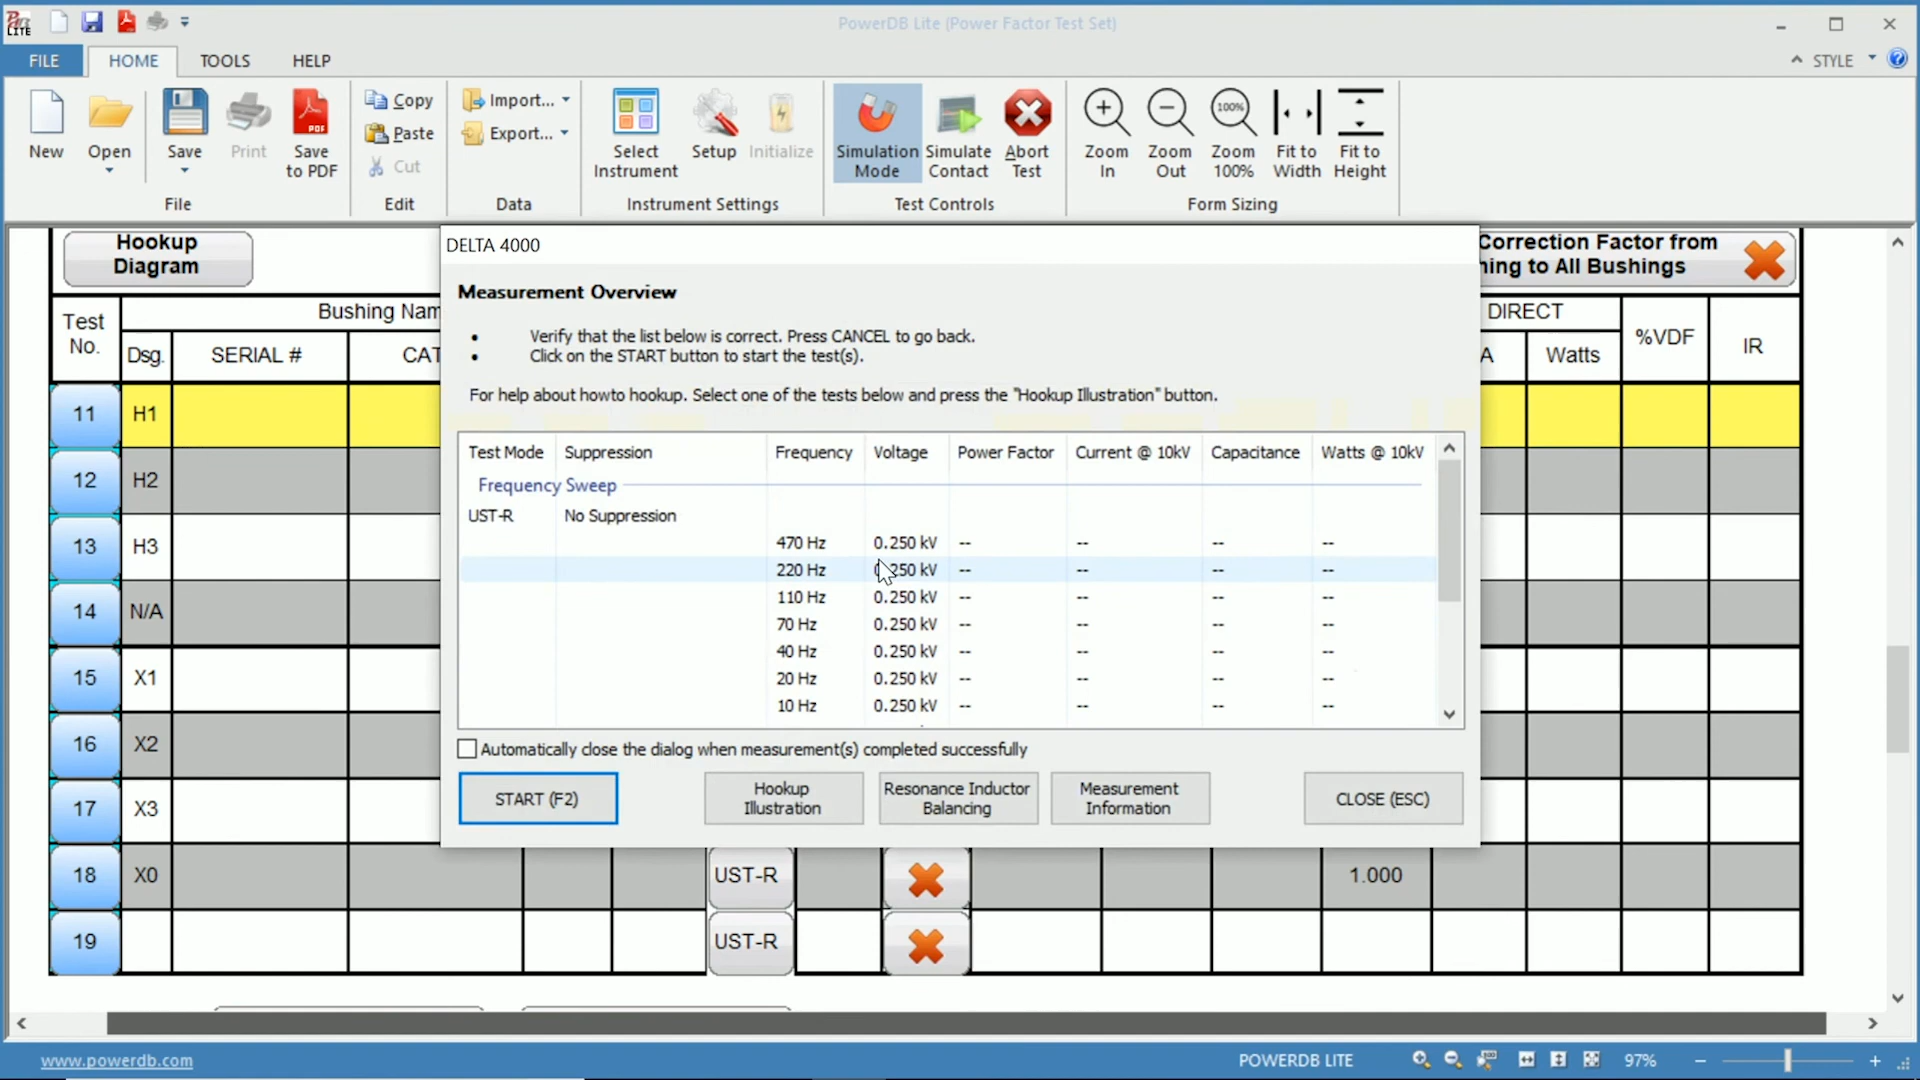 LITE
PowerDB Lite (Power Factor Test Set)
FILE HOME TOOLS HELP STYLE
New Open Save Print Save to PDF
Copy
Paste
Cut
Import...
Export...
Select Instrument Setup Initialize
Simulation Mode Simulate Contact Abort Test
Zoom In Zoom Out 100% Zoom 100% Fit to Width Fit to Height
File Edit Data Instrument Settings Test Controls Form Sizing
Hookup Diagram
Correction Factor from
ing to All Bushings
DELTA 4000
Measurement Overview
• Verify that the list below is correct. Press CANCEL to go back.
• Click on the START button to start the test(s).
For help about howto hookup. Select one of the tests below and press the "Hookup Illustration" button.
Test Mode Suppression Frequency Voltage Power Factor Current @ 10kV Capacitance Watts @ 10kV
Frequency Sweep
UST-R No Suppression
470 Hz 0.250 kV -- -- -- --
220 Hz 0.250 kV -- -- -- --
110 Hz 0.250 kV -- -- -- --
70 Hz 0.250 kV -- -- -- --
40 Hz 0.250 kV -- -- -- --
20 Hz 0.250 kV -- -- -- --
10 Hz 0.250 kV -- -- -- --
Automatically close the dialog when measurement(s) completed successfully
START (F2) Hookup Illustration Resonance Inductor Balancing Measurement Information CLOSE (ESC)
Test No. Bushing Nam DIRECT %VDF IR
Dsg. SERIAL # CAT A Watts
11 H1
12 H2
13 H3
14 N/A
15 X1
16 X2
17 X3
18 X0 UST-R 1.000
19 UST-R
www.powerdb.com POWERDB LITE 97%